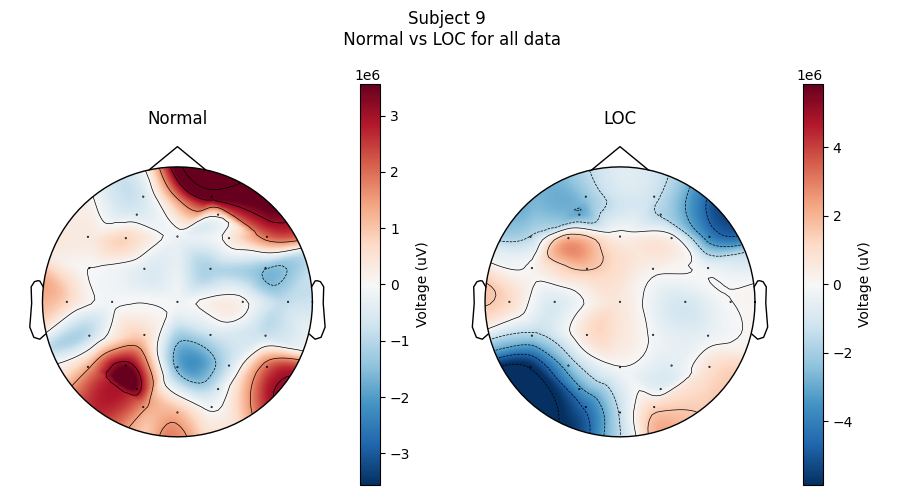 Subject 9
Normal vs LOC for all data
Normal
1e6
3
2
1
0
−1
−2
−3
Voltage (uV)
LOC
1e6
4
2
0
−2
−4
Voltage (uV)